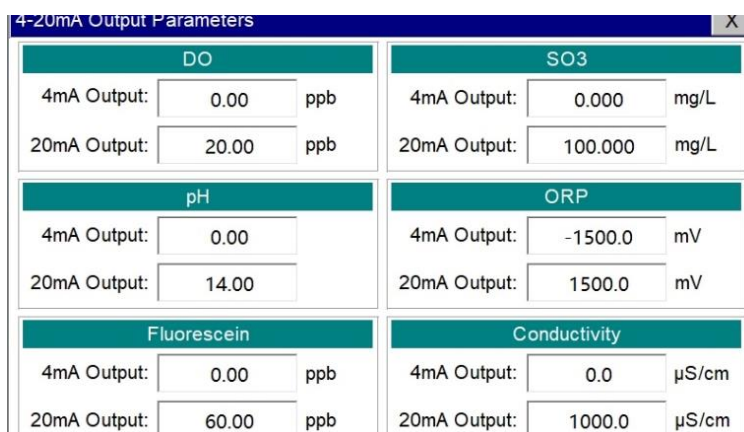 4-20mA Output Parameters X
DO
4mA Output: 0.00 ppb
20mA Output: 20.00 ppb
SO3
4mA Output: 0.000 mg/L
20mA Output: 100.000 mg/L
pH
4mA Output: 0.00
20mA Output: 14.00
ORP
4mA Output: -1500.0 mV
20mA Output: 1500.0 mV
Fluorescein
4mA Output: 0.00 ppb
20mA Output: 60.00 ppb
Conductivity
4mA Output: 0.0 µS/cm
20mA Output: 1000.0 µS/cm